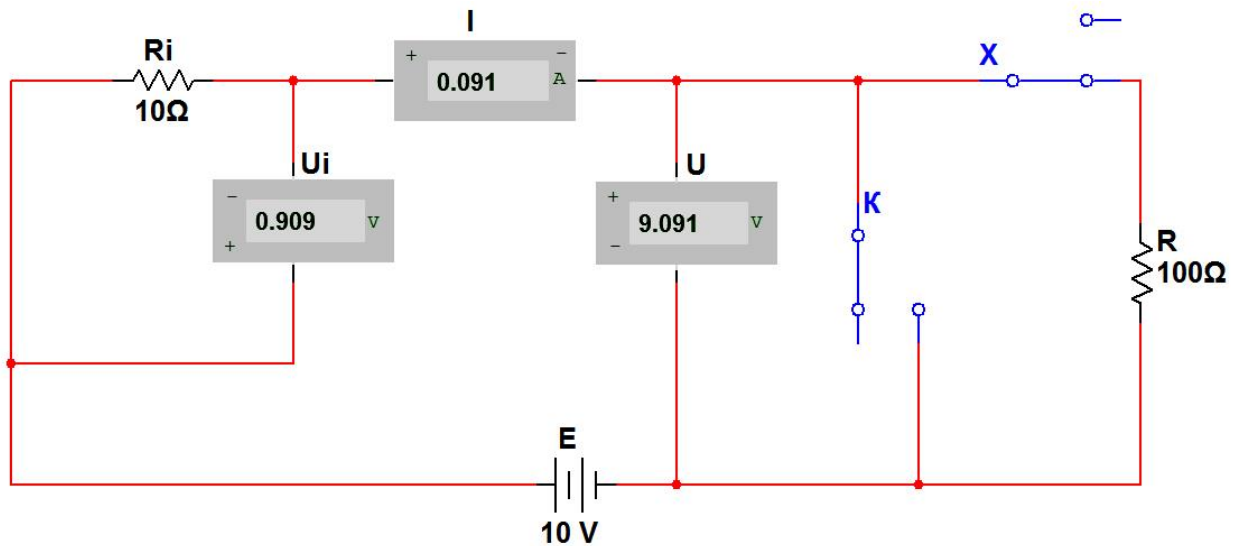 I
Ri
+ −
0.091 A
10Ω
X
Ui
−
0.909 V
+
U
+
9.091 V
−
К
R
100Ω
E
10 V